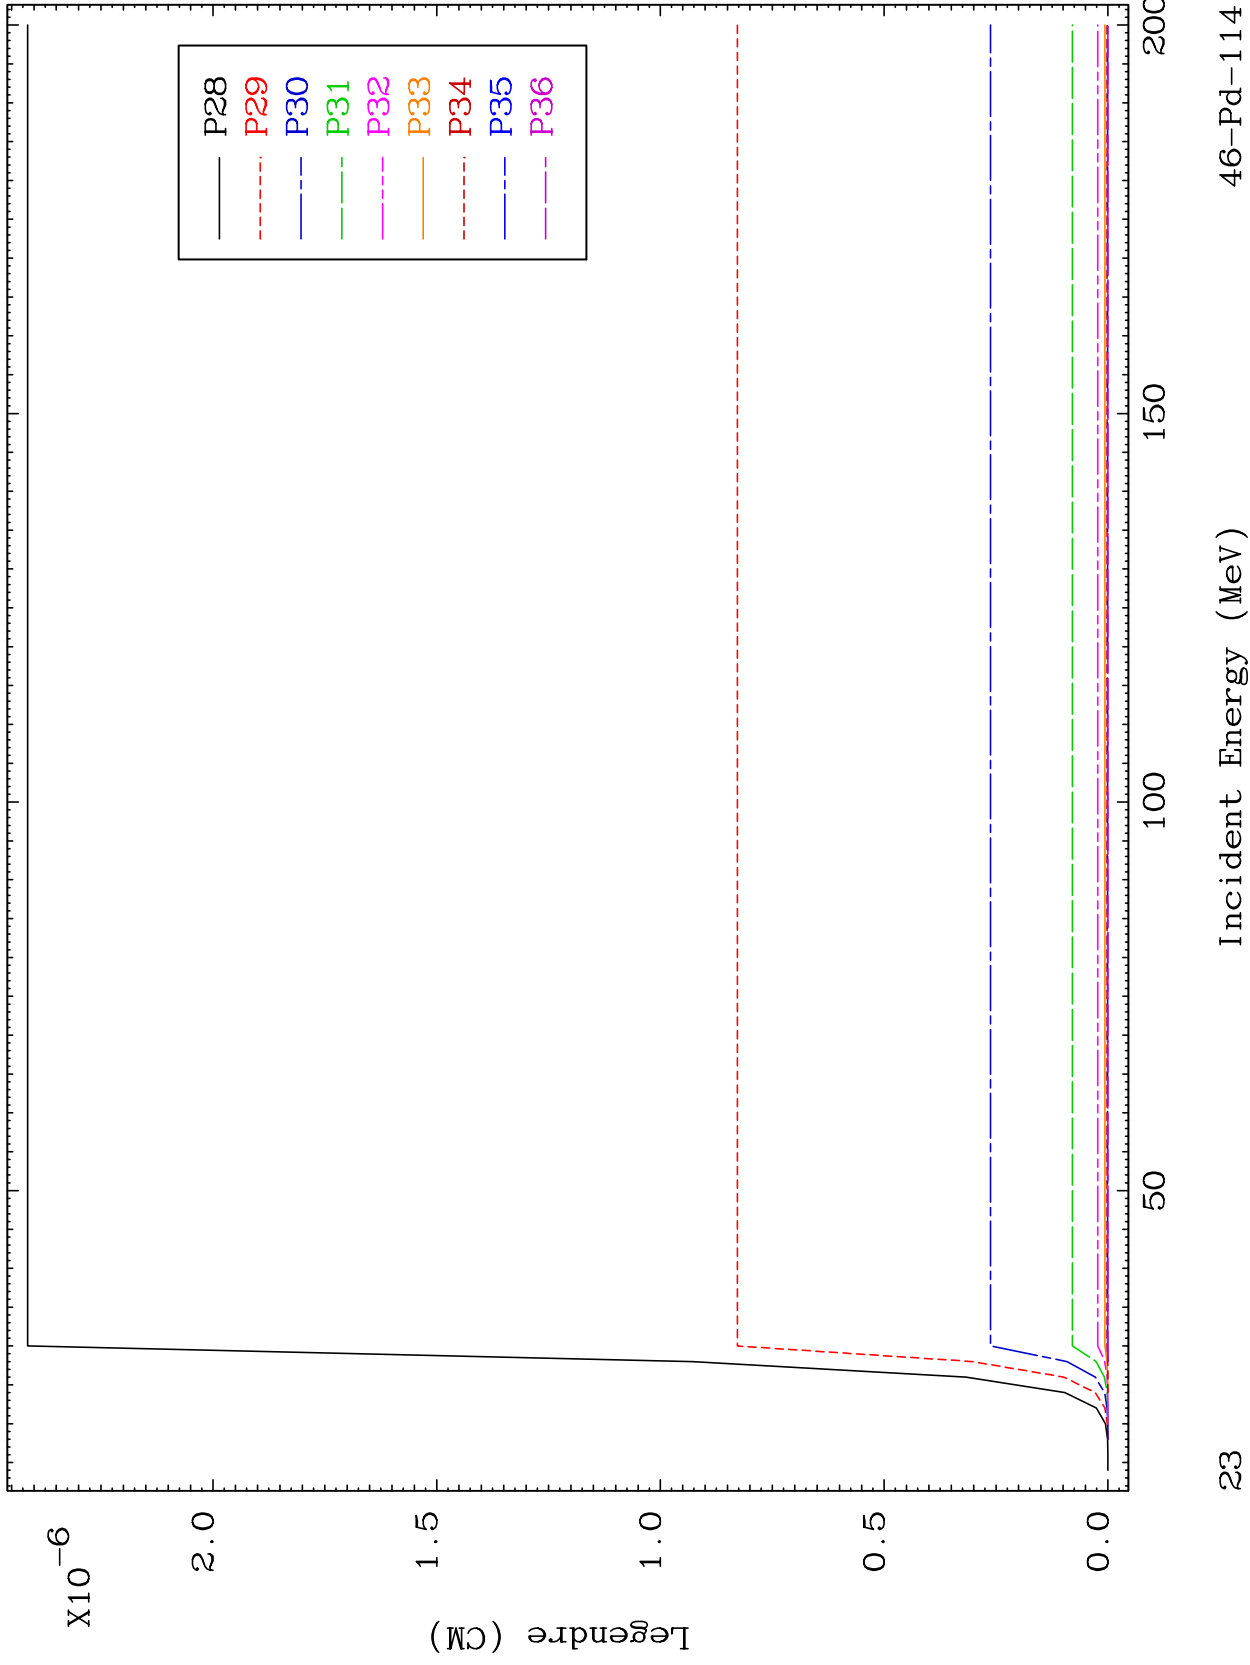 X10-6
2.0
1.5
1.0
0.5
0.0
Legendre (CM)
P28
P29
P30
P31
P32
P33
P34
P35
P36
50
100
150
200
Incident Energy (MeV)
23
46-Pd-114